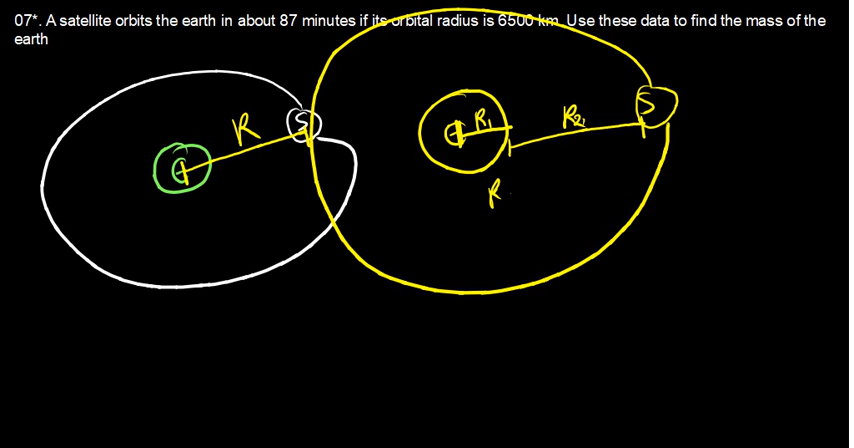 07*. A satellite orbits the earth in about 87 minutes if its orbital radius is 6500 km. Use these data to find the mass of the
earth
R
S
R1
R2
S
R